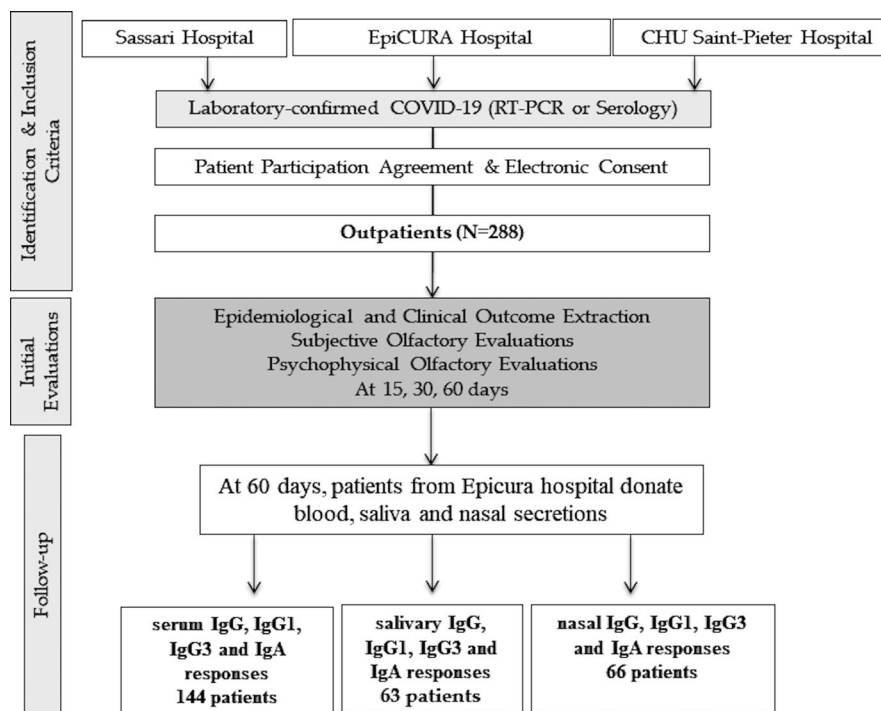 Identification & Inclusion
Criteria
Sassari Hospital
EpiCURA Hospital
CHU Saint-Pieter Hospital
Laboratory-confirmed COVID-19 (RT-PCR or Serology)
Patient Participation Agreement & Electronic Consent
Outpatients (N=288)
Initial
Evaluations
Epidemiological and Clinical Outcome Extraction
Subjective Olfactory Evaluations
Psychophysical Olfactory Evaluations
At 15, 30, 60 days
Follow-up
At 60 days, patients from Epicura hospital donate
blood, saliva and nasal secretions
serum IgG, IgG1,
IgG3 and IgA
responses
144 patients
salivary IgG,
IgG1, IgG3 and
IgA responses
63 patients
nasal IgG, IgG1, IgG3
and IgA responses
66 patients